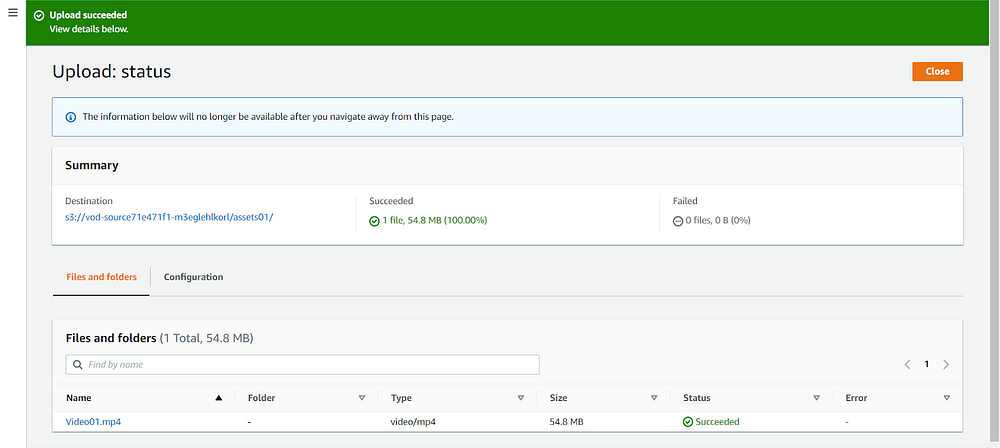 Upload succeeded
View details below.
Upload: status
Close
The information below will no longer be available after you navigate away from this page.
Summary
Destination
s3://vod-source71e471f1-m3eglehlkorl/assets01/
Succeeded
1 file, 54.8 MB (100.00%)
Failed
0 files, 0 B (0%)
Files and folders
Configuration
Files and folders (1 Total, 54.8 MB)
Find by name
1
Name Folder Type Size Status Error
Video01.mp4 - video/mp4 54.8 MB Succeeded -